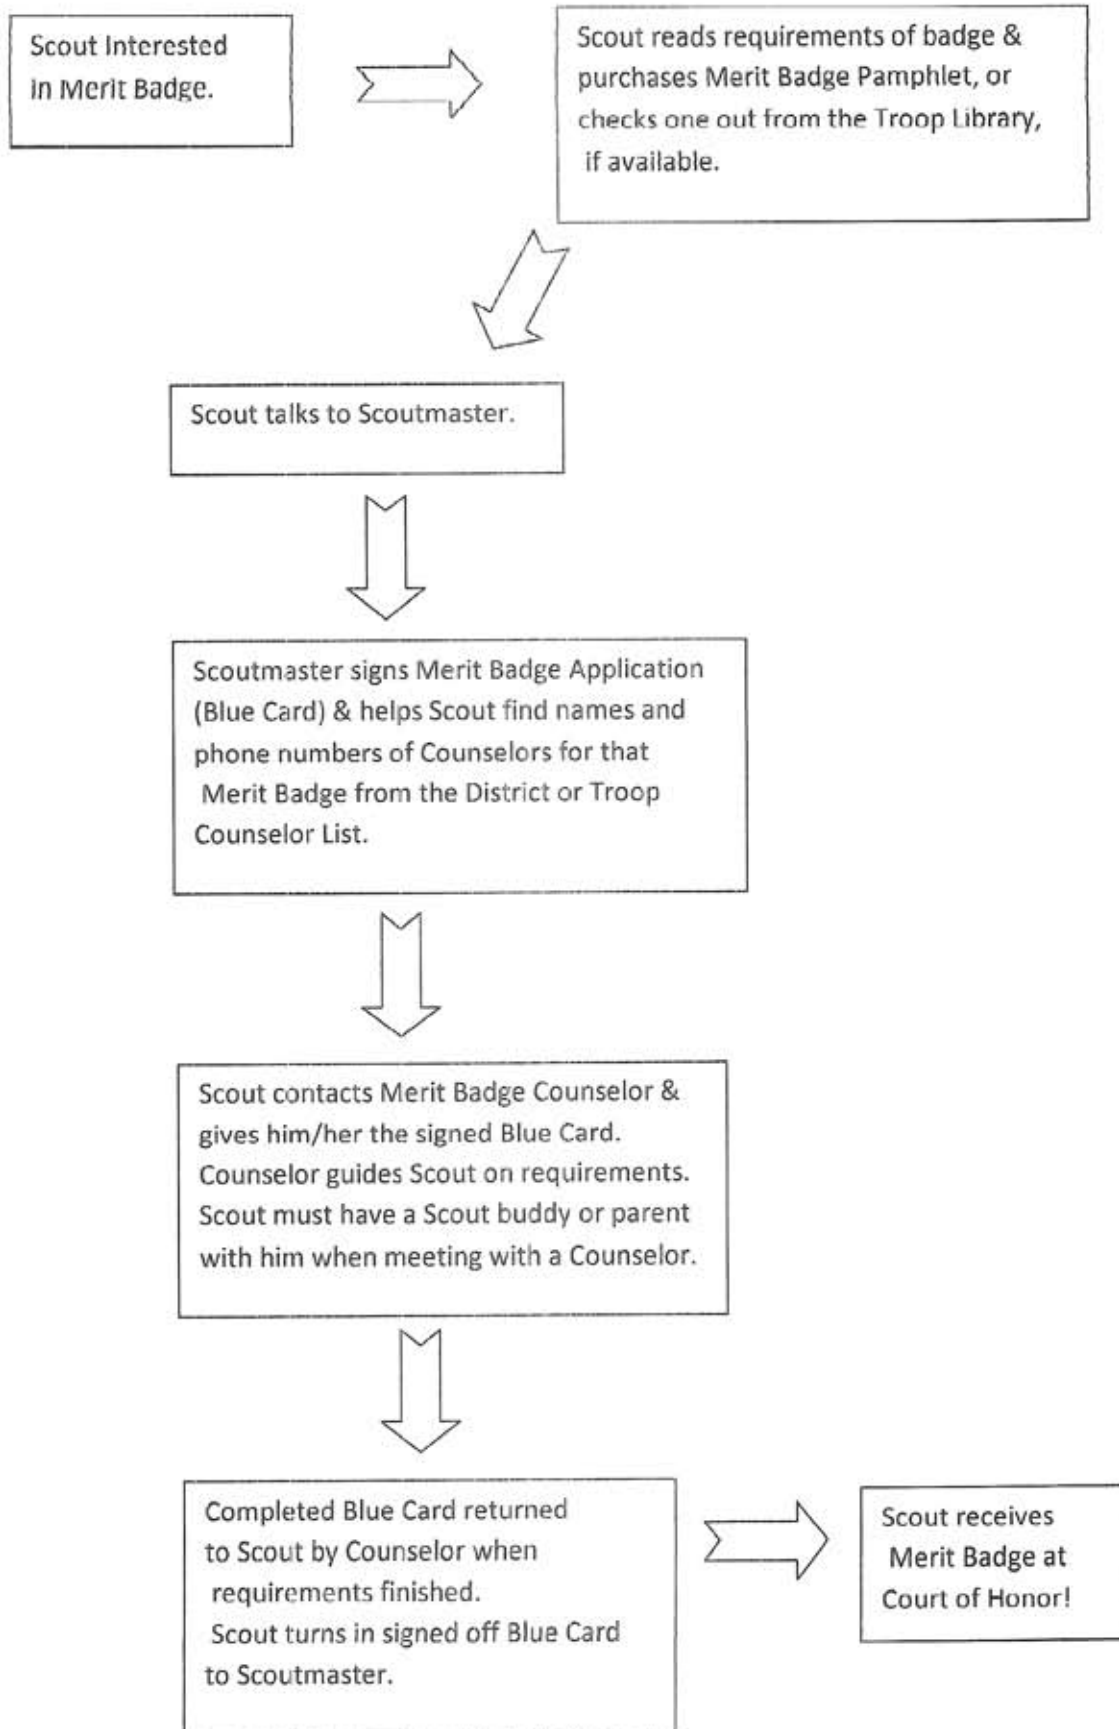 Scout Interested
in Merit Badge.
Scout reads requirements of badge &
purchases Merit Badge Pamphlet, or
checks one out from the Troop Library,
if available.
Scout talks to Scoutmaster.
Scoutmaster signs Merit Badge Application
(Blue Card) & helps Scout find names and
phone numbers of Counselors for that
Merit Badge from the District or Troop
Counselor List.
Scout contacts Merit Badge Counselor &
gives him/her the signed Blue Card.
Counselor guides Scout on requirements.
Scout must have a Scout buddy or parent
with him when meeting with a Counselor.
Completed Blue Card returned
to Scout by Counselor when
requirements finished.
Scout turns in signed off Blue Card
to Scoutmaster.
Scout receives
Merit Badge at
Court of Honor!